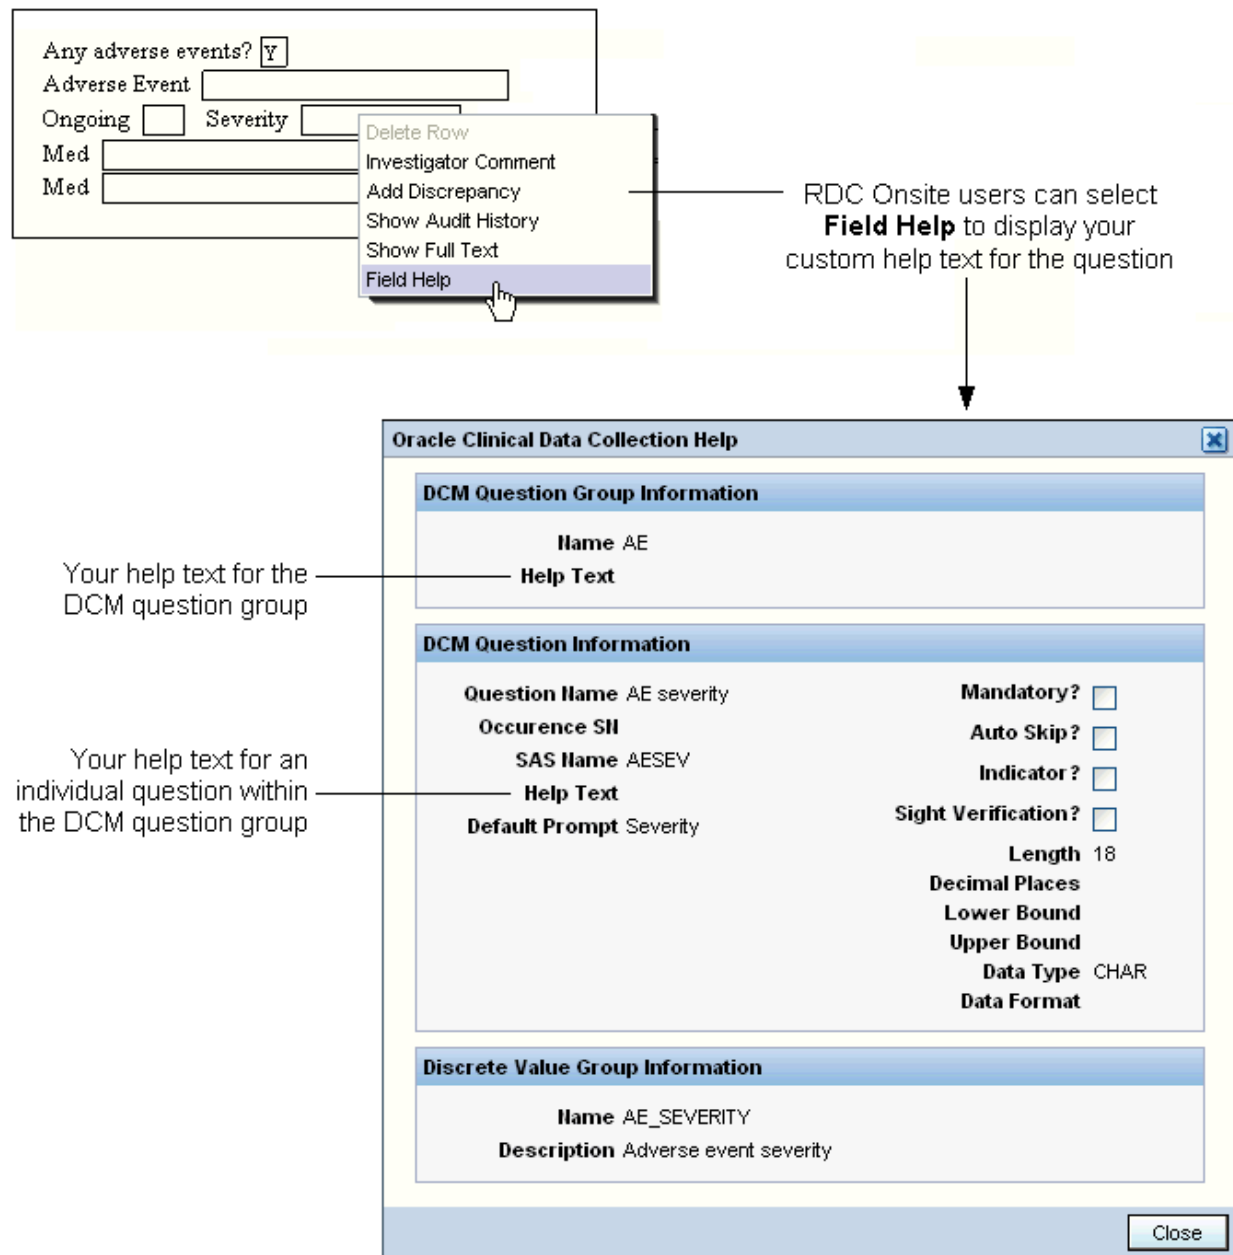 Any adverse events? Y
Adverse Event
Ongoing Severity
Med
Med
Delete Row
Investigator Comment
Add Discrepancy
Show Audit History
Show Full Text
Field Help
RDC Onsite users can select
Field Help to display your
custom help text for the question
Oracle Clinical Data Collection Help
DCM Question Group Information
Name AE
Help Text
Your help text for the
DCM question group
DCM Question Information
Question Name AE severity
Occurence SN
SAS Name AESEV
Help Text
Default Prompt Severity
Your help text for an
individual question within
the DCM question group
Mandatory?
Auto Skip?
Indicator?
Sight Verification?
Length 18
Decimal Places
Lower Bound
Upper Bound
Data Type CHAR
Data Format
Discrete Value Group Information
Name AE_SEVERITY
Description Adverse event severity
Close